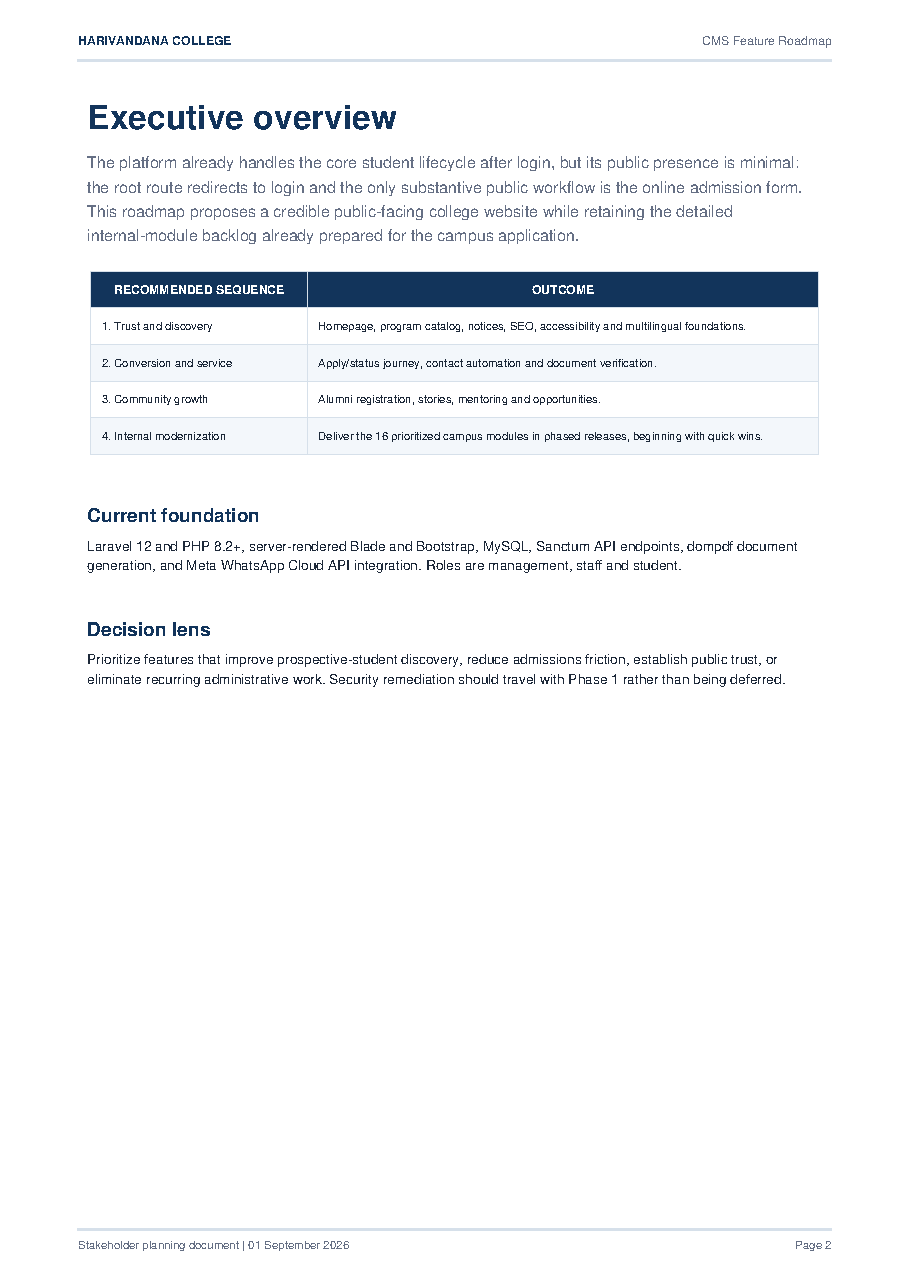 HARIVANDANA COLLEGE
CMS Feature Roadmap
Executive overview
The platform already handles the core student lifecycle after login, but its public presence is minimal:
the root route redirects to login and the only substantive public workflow is the online admission form.
This roadmap proposes a credible public-facing college website while retaining the detailed
internal-module backlog already prepared for the campus application.
RECOMMENDED SEQUENCE
OUTCOME
1. Trust and discovery
Homepage, program catalog, notices, SEO, accessibility and multilingual foundations.
2. Conversion and service
Apply/status journey, contact automation and document verification.
3. Community growth
Alumni registration, stories, mentoring and opportunities.
4. Internal modernization
Deliver the 16 prioritized campus modules in phased releases, beginning with quick wins.
Current foundation
Laravel 12 and PHP 8.2+, server-rendered Blade and Bootstrap, MySQL, Sanctum API endpoints, dompdf document
generation, and Meta WhatsApp Cloud API integration. Roles are management, staff and student.
Decision lens
Prioritize features that improve prospective-student discovery, reduce admissions friction, establish public trust, or
eliminate recurring administrative work. Security remediation should travel with Phase 1 rather than being deferred.
Stakeholder planning document | 01 September 2026
Page 2